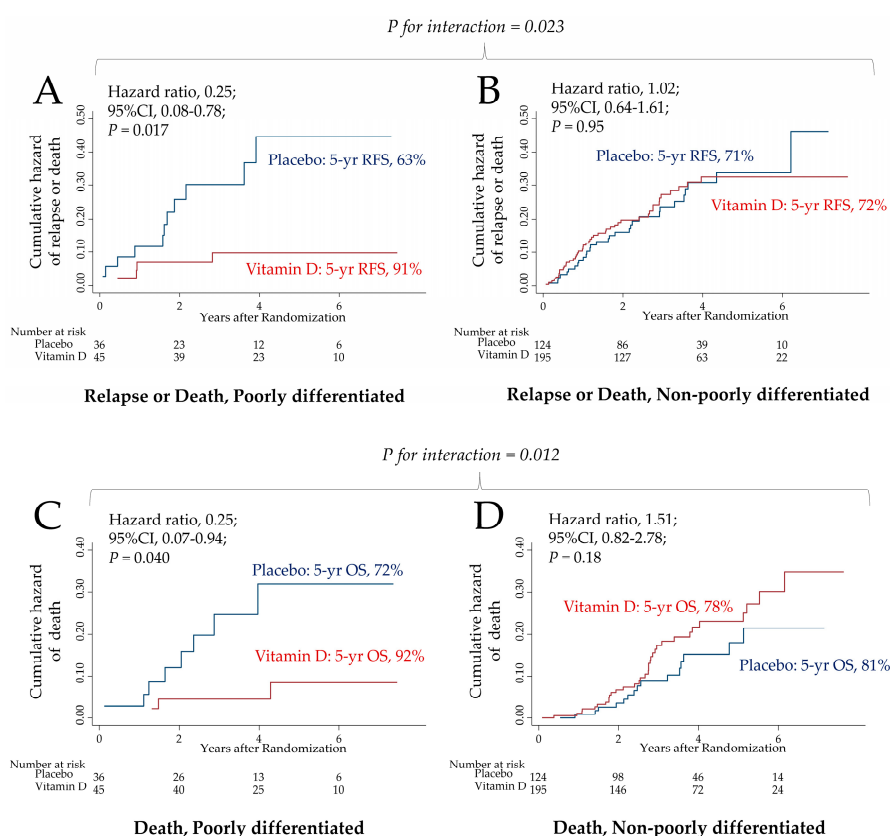 P for interaction = 0.023
A
Hazard ratio, 0.25;
95%CI, 0.08-0.78;
P = 0.017
Cumulative hazard
of relapse or death
0.50
0.40
0.30
0.20
0.10
0.00
Placebo: 5-yr RFS, 63%
Vitamin D: 5-yr RFS, 91%
0 2 4 6
Years after Randomization
Number at risk
Placebo 36 23 12 6
Vitamin D 45 39 23 10
Relapse or Death, Poorly differentiated
B
Hazard ratio, 1.02;
95%CI, 0.64-1.61;
P = 0.95
Cumulative hazard
of relapse or death
0.50
0.40
0.30
0.20
0.10
0.00
Placebo: 5-yr RFS, 71%
Vitamin D: 5-yr RFS, 72%
0 2 4 6
Years after Randomization
Number at risk
Placebo 124 86 39 10
Vitamin D 195 127 63 22
Relapse or Death, Non-poorly differentiated
P for interaction = 0.012
C
Hazard ratio, 0.25;
95%CI, 0.07-0.94;
P = 0.040
Cumulative hazard
of death
0.40
0.30
0.20
0.10
0.00
Placebo: 5-yr OS, 72%
Vitamin D: 5-yr OS, 92%
0 2 4 6
Years after Randomization
Number at risk
Placebo 36 26 13 6
Vitamin D 45 40 25 10
Death, Poorly differentiated
D
Hazard ratio, 1.51;
95%CI, 0.82-2.78;
P = 0.18
Cumulative hazard
of death
0.40
0.30
0.20
0.10
0.00
Vitamin D: 5-yr OS, 78%
Placebo: 5-yr OS, 81%
0 2 4 6
Years after Randomization
Number at risk
Placebo 124 98 46 14
Vitamin D 195 146 72 24
Death, Non-poorly differentiated